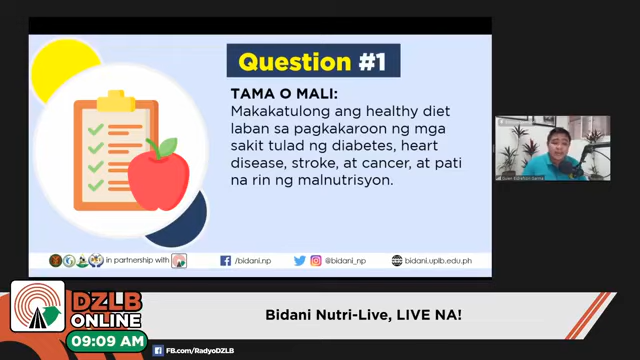 Question #1
TAMA O MALI:
Makakatulong ang healthy diet
laban sa pagkakaroon ng mga
sakit tulad ng diabetes, heart
disease, stroke, at cancer, at pati
na rin ng malnutrisyon.
in partnership with
/bidani.np
@bidani_np
bidani.uplb.edu.ph
DZLB
ONLINE
09:09 AM
Bidani Nutri-Live, LIVE NA!
FB.com/RadyoDZLB